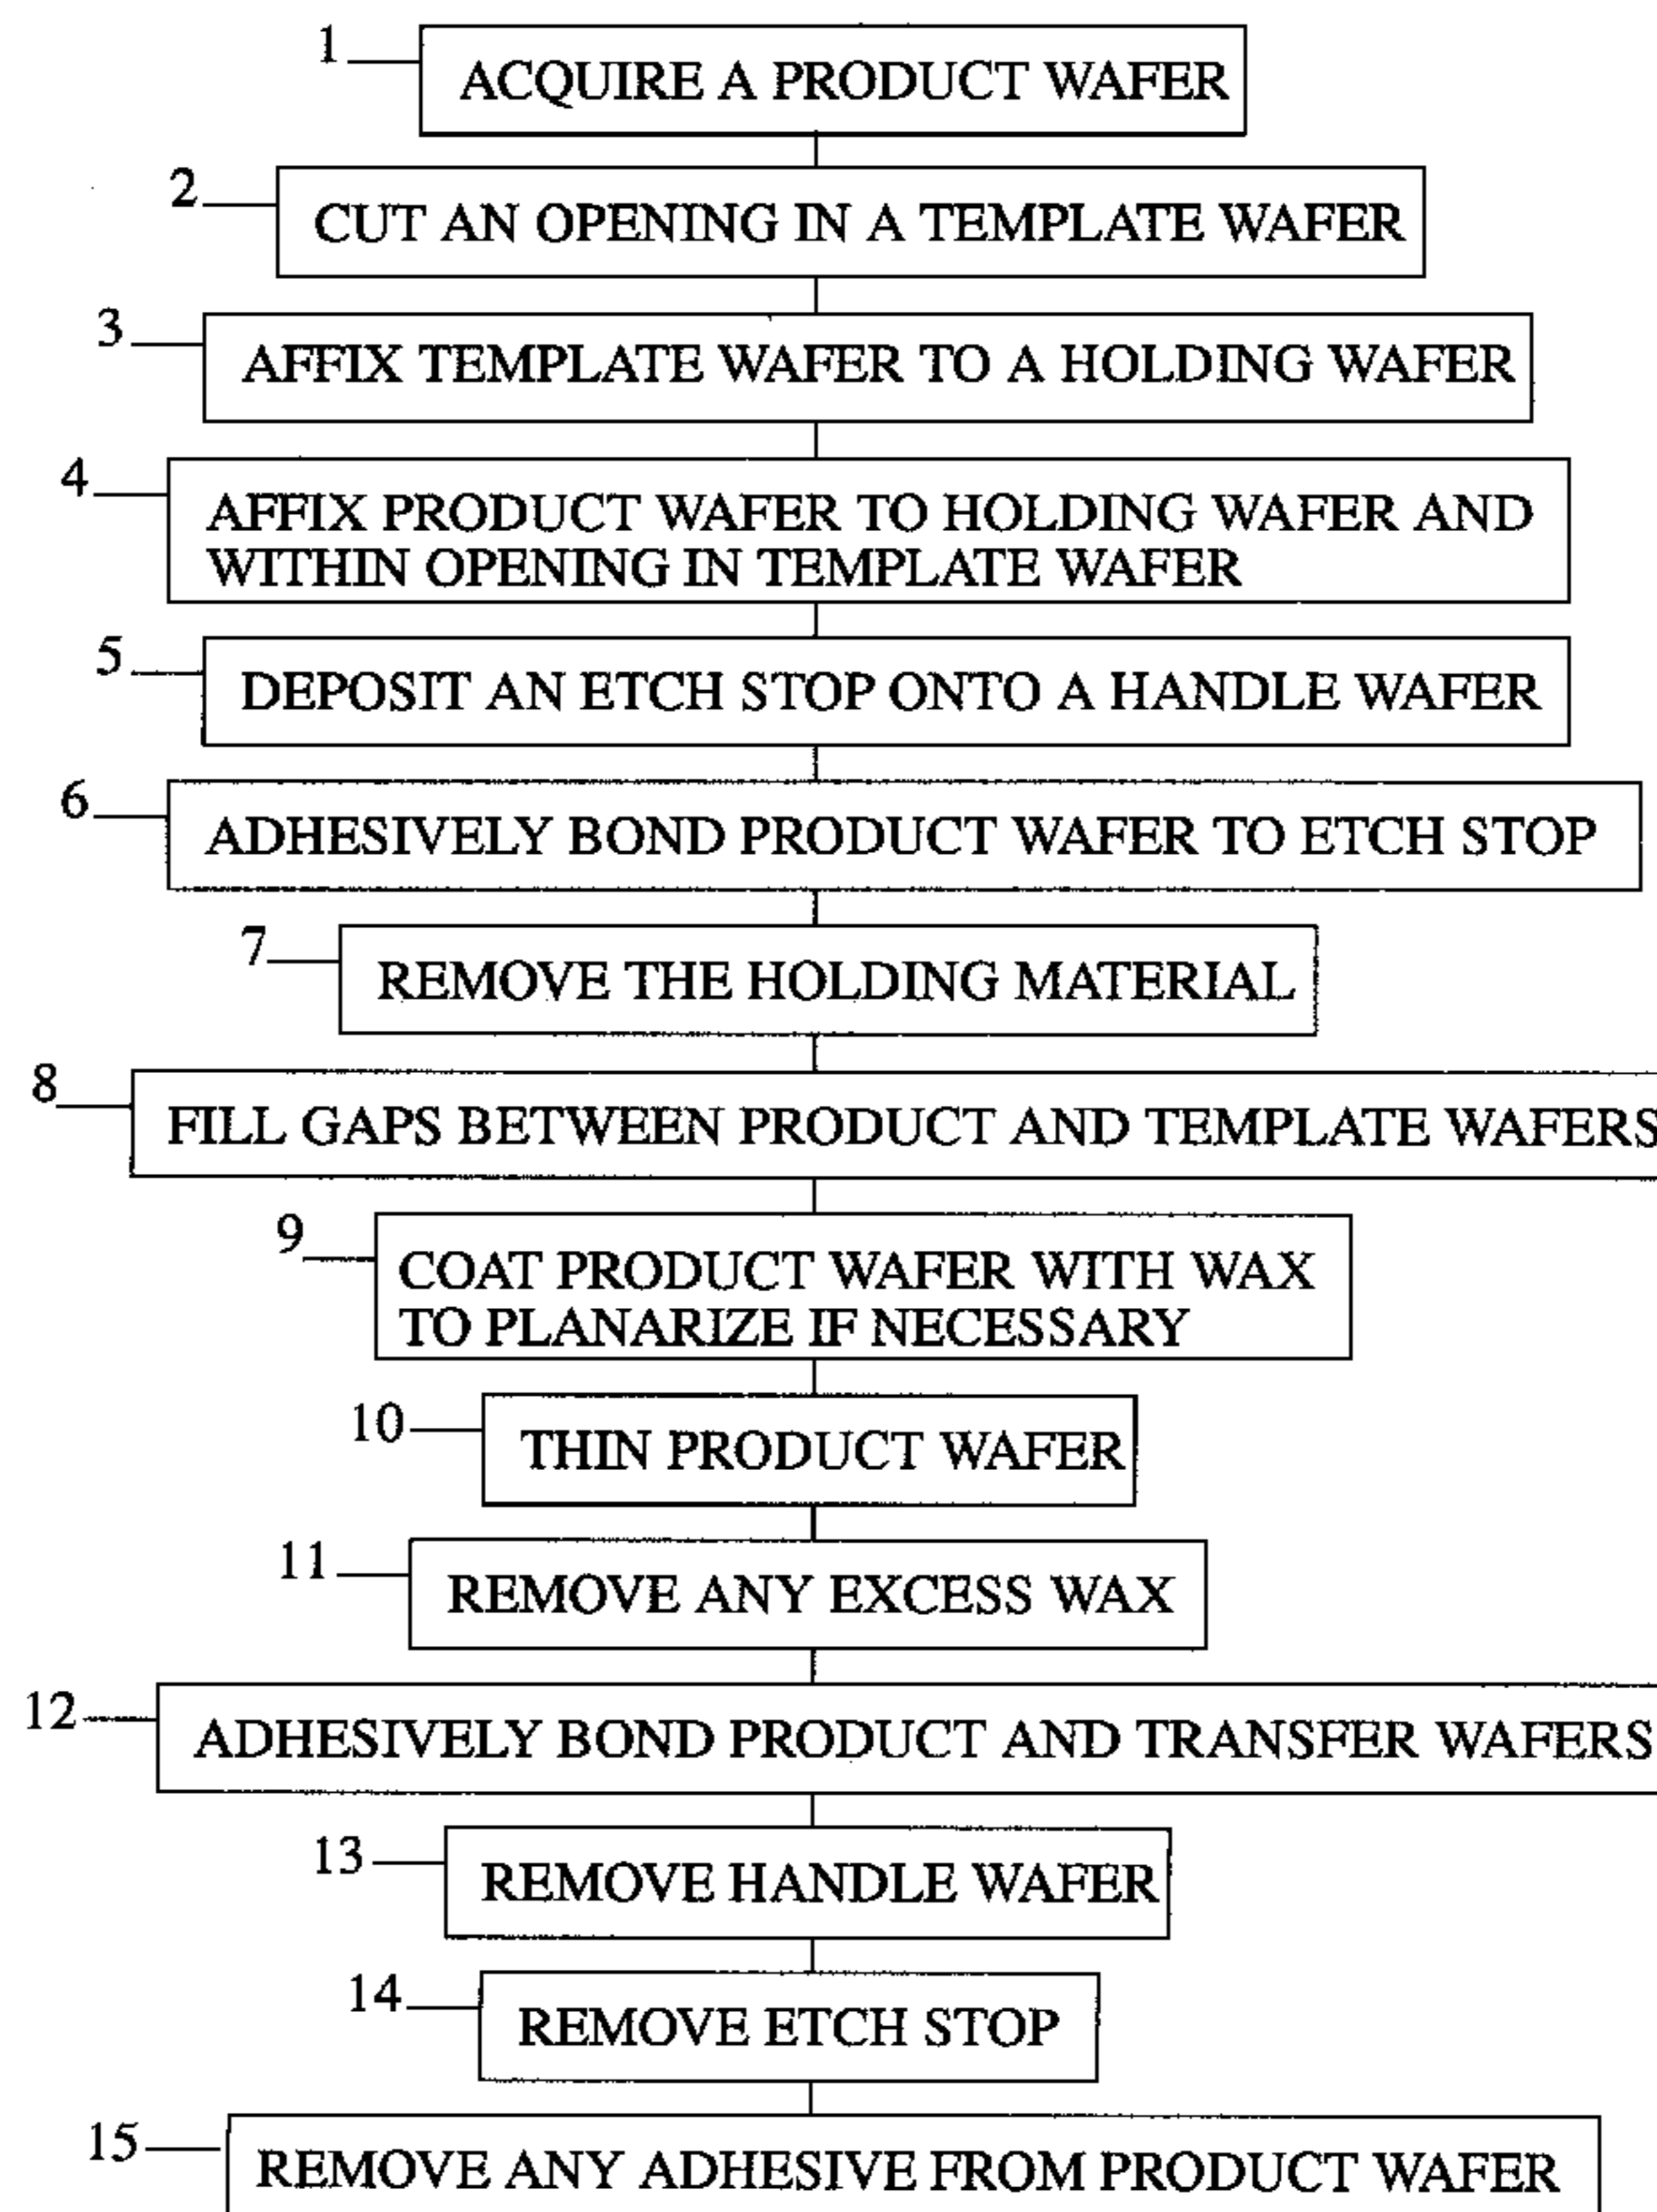 1 ACQUIRE A PRODUCT WAFER
2 CUT AN OPENING IN A TEMPLATE WAFER
3 AFFIX TEMPLATE WAFER TO A HOLDING WAFER
4 AFFIX PRODUCT WAFER TO HOLDING WAFER AND
WITHIN OPENING IN TEMPLATE WAFER
5 DEPOSIT AN ETCH STOP ONTO A HANDLE WAFER
6 ADHESIVELY BOND PRODUCT WAFER TO ETCH STOP
7 REMOVE THE HOLDING MATERIAL
8 FILL GAPS BETWEEN PRODUCT AND TEMPLATE WAFERS
9 COAT PRODUCT WAFER WITH WAX
TO PLANARIZE IF NECESSARY
10 THIN PRODUCT WAFER
11 REMOVE ANY EXCESS WAX
12 ADHESIVELY BOND PRODUCT AND TRANSFER WAFERS
13 REMOVE HANDLE WAFER
14 REMOVE ETCH STOP
15 REMOVE ANY ADHESIVE FROM PRODUCT WAFER